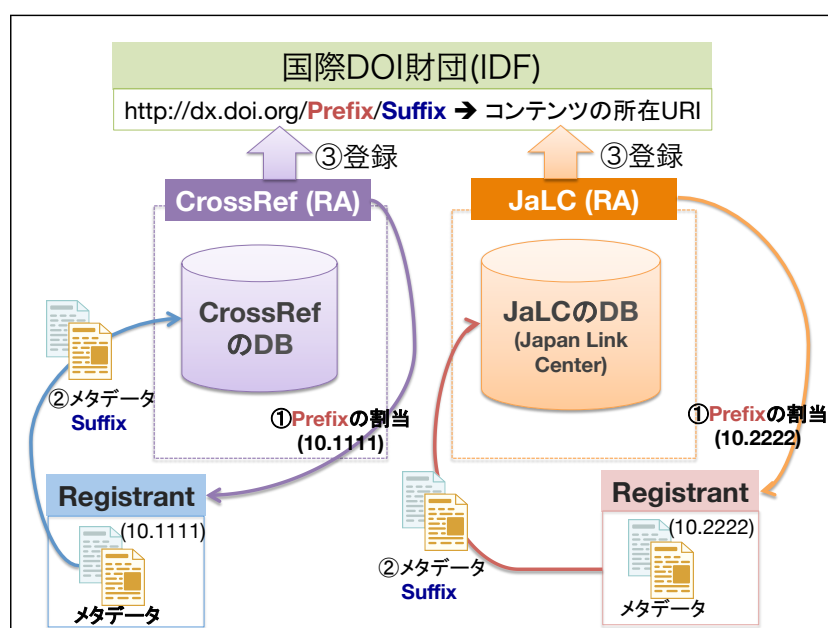 国際DOI財団(IDF)
http://dx.doi.org/Prefix/Suffix ➔ コンテンツの所在URI
③登録
③登録
CrossRef (RA)
JaLC (RA)
CrossRef
のDB
JaLCのDB
(Japan Link
Center)
②メタデータ
Suffix
①Prefixの割当
(10.1111)
①Prefixの割当
(10.2222)
Registrant
(10.1111)
メタデータ
②メタデータ
Suffix
Registrant
(10.2222)
メタデータ